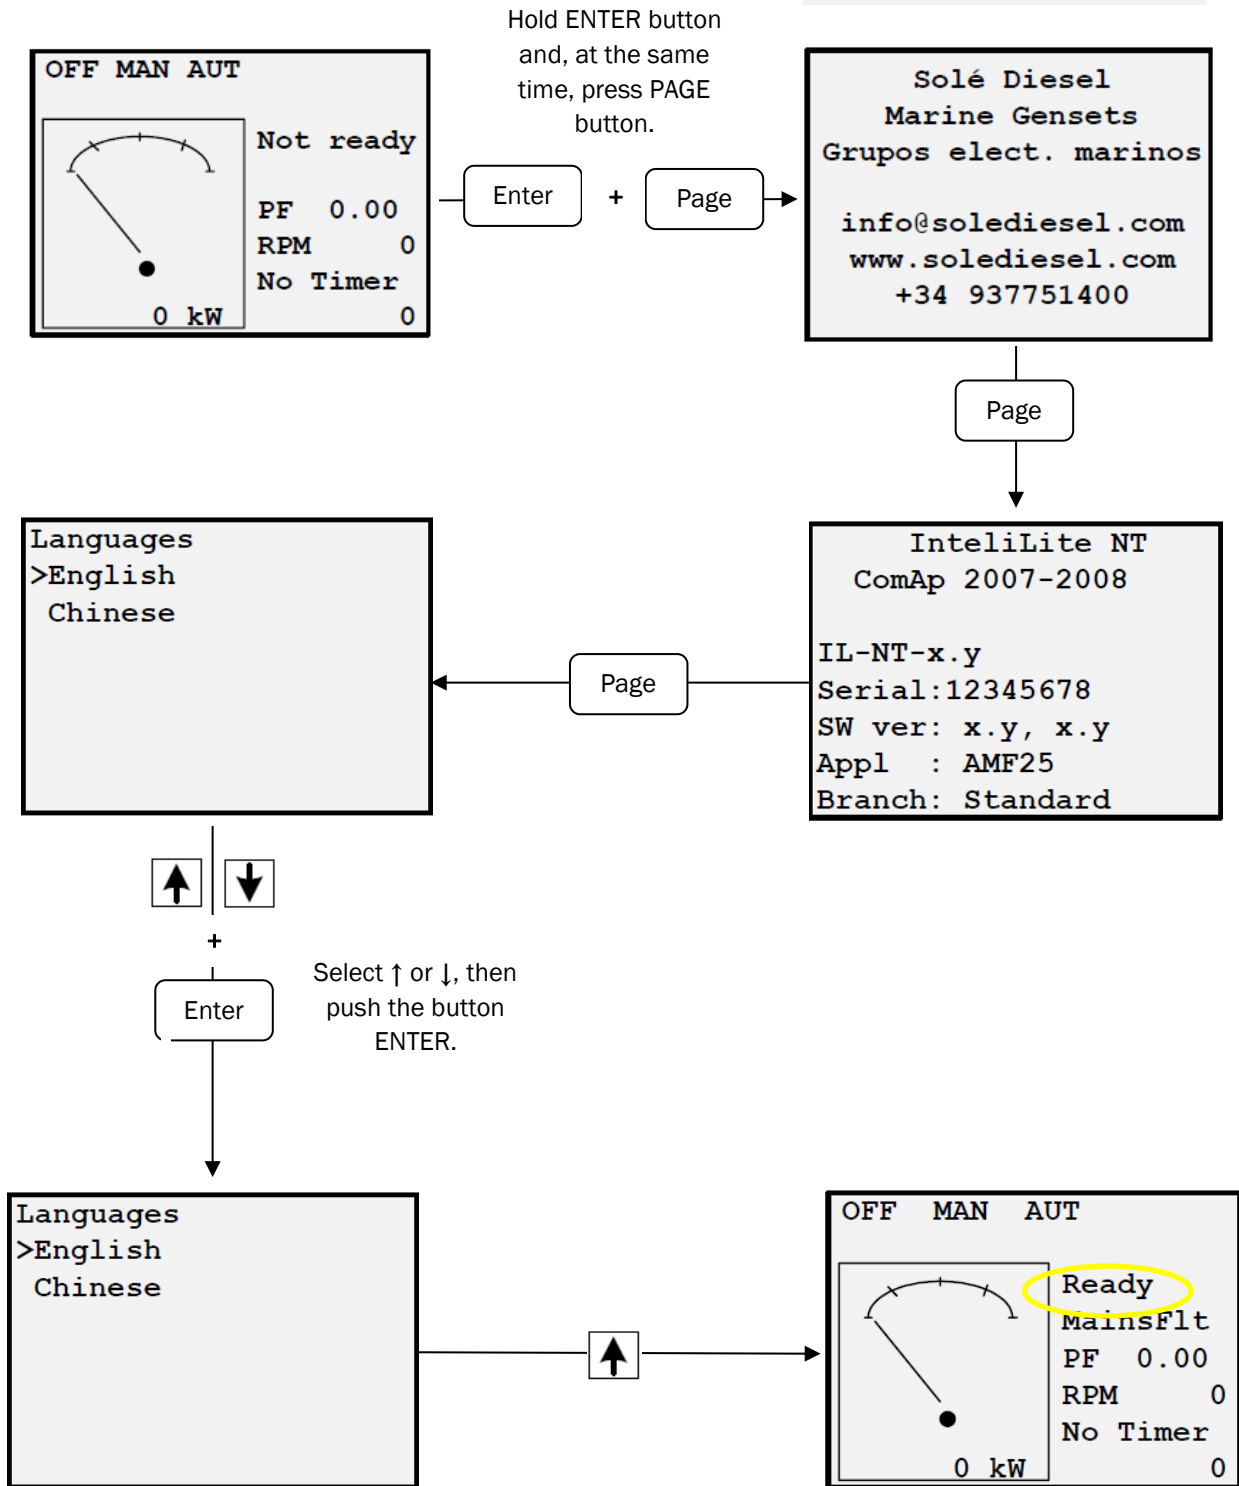 Hold ENTER button
and, at the same
time, press PAGE
button.
OFF MAN AUT
Not ready
PF 0.00
RPM 0
No Timer
0 kW 0
Enter + Page
Solé Diesel
Marine Gensets
Grupos elect. marinos
info@solediesel.com
www.solediesel.com
+34 937751400
Page
InteliLite NT
ComAp 2007-2008
IL-NT-x.y
Serial:12345678
SW ver: x.y, x.y
Appl : AMF25
Branch: Standard
Page
Languages
>English
Chinese
+
Enter
Select ↑ or ↓, then
push the button
ENTER.
Languages
>English
Chinese
OFF MAN AUT
Ready
MainsFlt
PF 0.00
RPM 0
No Timer
0 kW 0